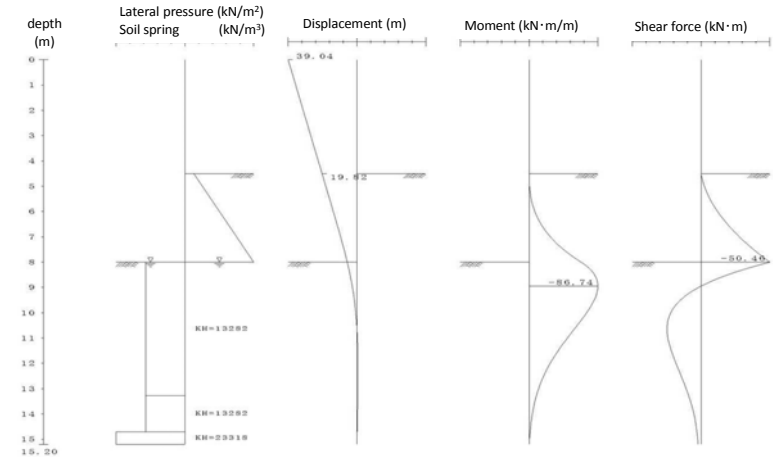 depth
(m)
Lateral pressure (kN/m²)
Soil spring (kN/m³)
Displacement (m)
Moment (kN·m/m)
Shear force (kN·m)
0
1
2
3
4
5
6
7
8
9
10
11
12
13
14
15
15.20
KH=13282
KH=13282
KH=23318
39.04
19.82
-86.74
-50.46